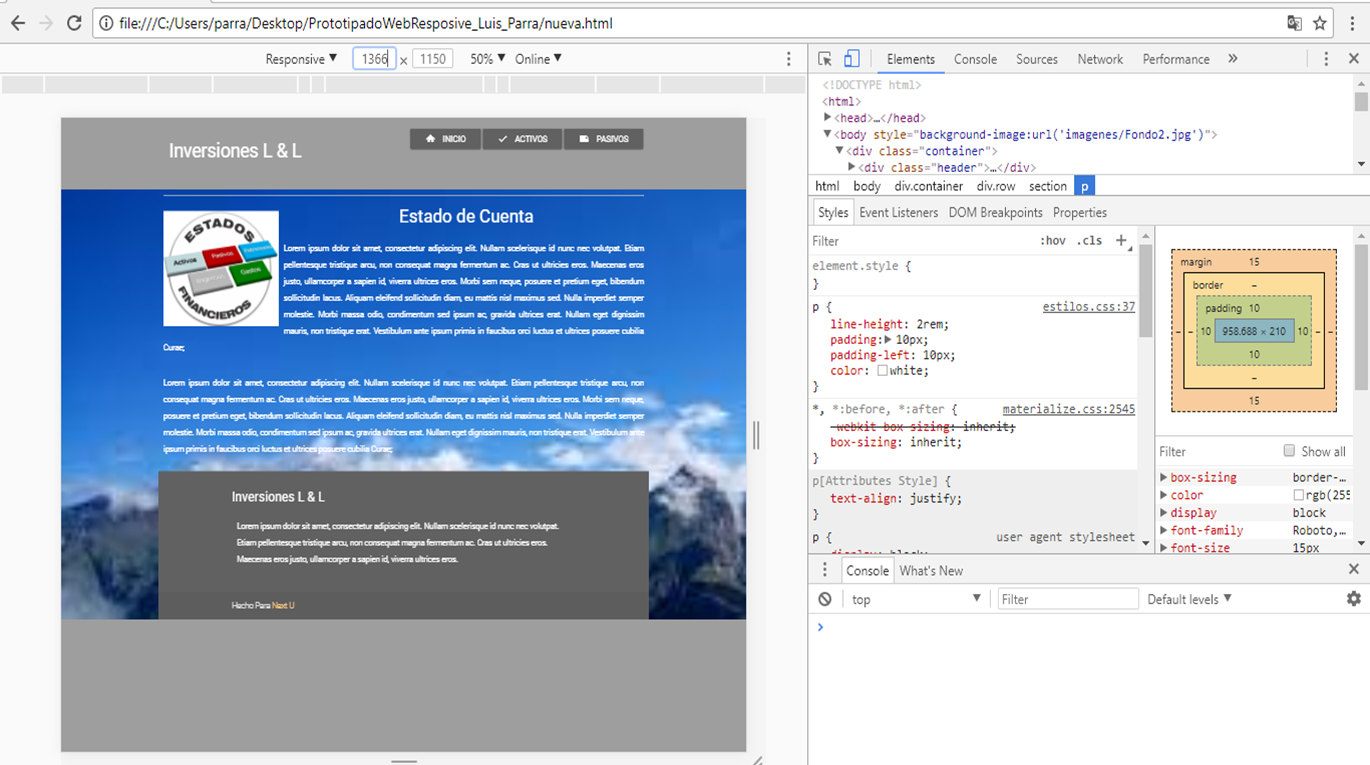 file:///C:/Users/parra/Desktop/PrototipadoWebResposive_Luis_Parra/nueva.html
Responsive ▼ 1366 × 1150 50% ▼ Online ▼
Inversiones L & L
INICIO ACTIVOS PASIVOS
ESTADOS
Activos Pasivos
Gastos
FINANCIEROS
Estado de Cuenta
Lorem ipsum dolor sit amet, consectetur adipiscing elit. Nullam scelerisque id nunc nec volutpat. Etiam
pellentesque tristique arcu, non consequat magna fermentum ac. Cras ut ultricies eros. Maecenas eros
justo, ullamcorper a sapien id, viverra ultrices eros. Morbi sem neque, posuere et pretium eget, bibendum
sollicitudin lacus. Aliquam eleifend sollicitudin diam, eu mattis nisl maximus sed. Nulla imperdiet semper
molestie. Morbi massa odio, condimentum sed ipsum ac, gravida ultrices erat. Nullam eget dignissim
mauris, non tristique erat. Vestibulum ante ipsum primis in faucibus orci luctus et ultrices posuere cubilia
Curae;
Lorem ipsum dolor sit amet, consectetur adipiscing elit. Nullam scelerisque id nunc nec volutpat. Etiam pellentesque tristique arcu, non
consequat magna fermentum ac. Cras ut ultricies eros. Maecenas eros justo, ullamcorper a sapien id, viverra ultrices eros. Morbi sem neque,
posuere et pretium eget, bibendum sollicitudin lacus. Aliquam eleifend sollicitudin diam, eu mattis nisl maximus sed. Nulla imperdiet semper
molestie. Morbi massa odio, condimentum sed ipsum ac, gravida ultrices erat. Nullam eget dignissim mauris, non tristique erat. Vestibulum ante
ipsum primis in faucibus orci luctus et ultrices posuere cubilia Curae;
Inversiones L & L
Lorem ipsum dolor sit amet, consectetur adipiscing elit. Nullam scelerisque id nunc nec volutpat.
Etiam pellentesque tristique arcu, non consequat magna fermentum ac. Cras ut ultricies eros.
Maecenas eros justo, ullamcorper a sapien id, viverra ultrices eros.
Hecho Para Next U
Elements Console Sources Network Performance »
<!DOCTYPE html>
<html>
▶<head>…</head>
▼<body style="background-image:url('imagenes/Fondo2.jpg')">
▼<div class="container">
▶<div class="header">…</div>
html body div.container div.row section p
Styles Event Listeners DOM Breakpoints Properties
Filter :hov .cls +
element.style {
}
p { estilos.css:37
line-height: 2rem;
padding:▶ 10px;
padding-left: 10px;
color: white;
}
*, *:before, *:after { materialize.css:2545
-webkit-box-sizing: inherit;
box-sizing: inherit;
}
p[Attributes Style] {
text-align: justify;
}
p { user agent stylesheet
display: block;
margin 15
border –
padding 10
– – 10 958.688 × 210 10 – –
10
–
15
Filter Show all
▶ box-sizing border-…
▶ color rgb(255
▶ display block
▶ font-family Roboto,…
▶ font-size 15px
Console What's New
top ▼ Filter Default levels ▼